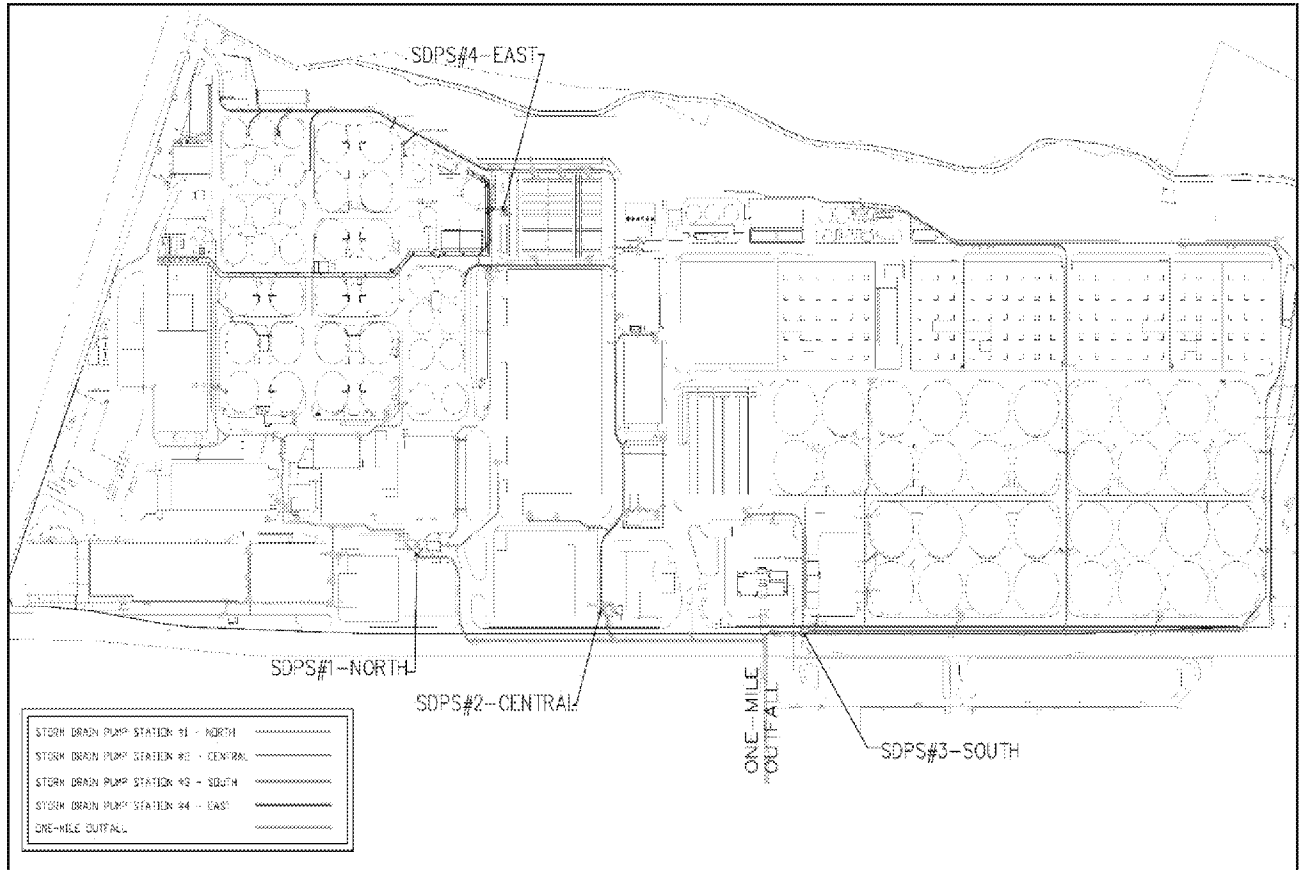 SDPS#4-EAST
SDPS#1-NORTH
SDPS#2-CENTRAL
ONE-MILE
OUTFALL
SDPS#3-SOUTH
STORM DRAIN PUMP STATION #1 - NORTH
STORM DRAIN PUMP STATION #2 - CENTRAL
STORM DRAIN PUMP STATION #3 - SOUTH
STORM DRAIN PUMP STATION #4 - EAST
ONE-MILE OUTFALL